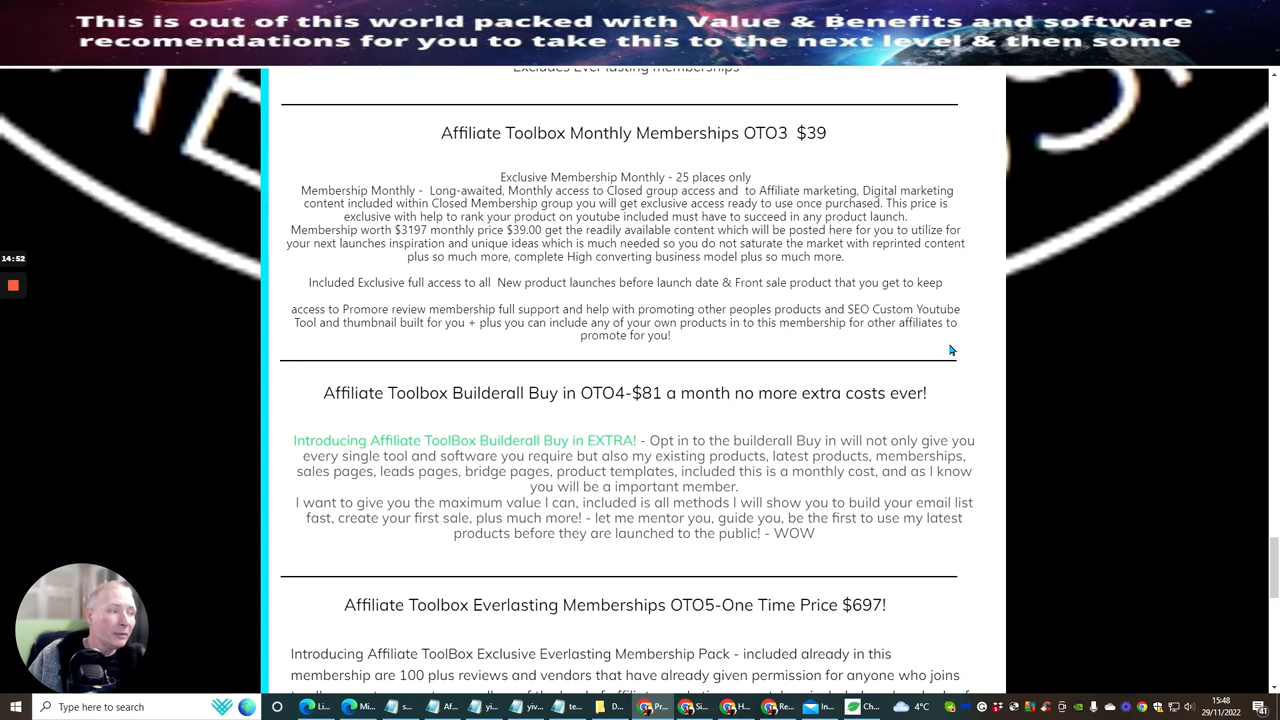 This is out of this world packed with Value & Benefits and software
recomendations for you to take this to the next level & then some
Excludes Ever lasting memberships
Affiliate Toolbox Monthly Memberships OTO3  $39
Exclusive Membership Monthly - 25 places only
Membership Monthly -  Long-awaited, Monthly access to Closed group access and  to Affiliate marketing, Digital marketing
content included within Closed Membership group you will get exclusive access ready to use once purchased. This price is
exclusive with help to rank your product on youtube included must have to succeed in any product launch.
Membership worth $3197 monthly price $39.00 get the readily available content which will be posted here for you to utilize for
your next launches inspiration and unique ideas which is much needed so you do not saturate the market with reprinted content
plus so much more, complete High converting business model plus so much more.
14:52
Included Exclusive full access to all  New product launches before launch date & Front sale product that you get to keep
access to Promore review membership full support and help with promoting other peoples products and SEO Custom Youtube
Tool and thumbnail built for you + plus you can include any of your own products in to this membership for other affiliates to
promote for you!
Affiliate Toolbox Builderall Buy in OTO4-$81 a month no more extra costs ever!
Introducing Affiliate ToolBox Builderall Buy in EXTRA! - Opt in to the builderall Buy in will not only give you
every single tool and software you require but also my existing products, latest products, memberships,
sales pages, leads pages, bridge pages, product templates, included this is a monthly cost, and as I know
you will be a important member.
I want to give you the maximum value I can, included is all methods I will show you to build your email list
fast, create your first sale, plus much more! - let me mentor you, guide you, be the first to use my latest
products before they are launched to the public! - WOW
Affiliate Toolbox Everlasting Memberships OTO5-One Time Price $697!
Introducing Affiliate ToolBox Exclusive Everlasting Membership Pack - included already in this
membership are 100 plus reviews and vendors that have already given permission for anyone who joins
Type here to search
Li...
Mi...
s...
Af...
yi...
yiv...
te...
D...
Pr...
Si...
H...
Re...
In...
Ch...
4°C
15:48
29/11/2022